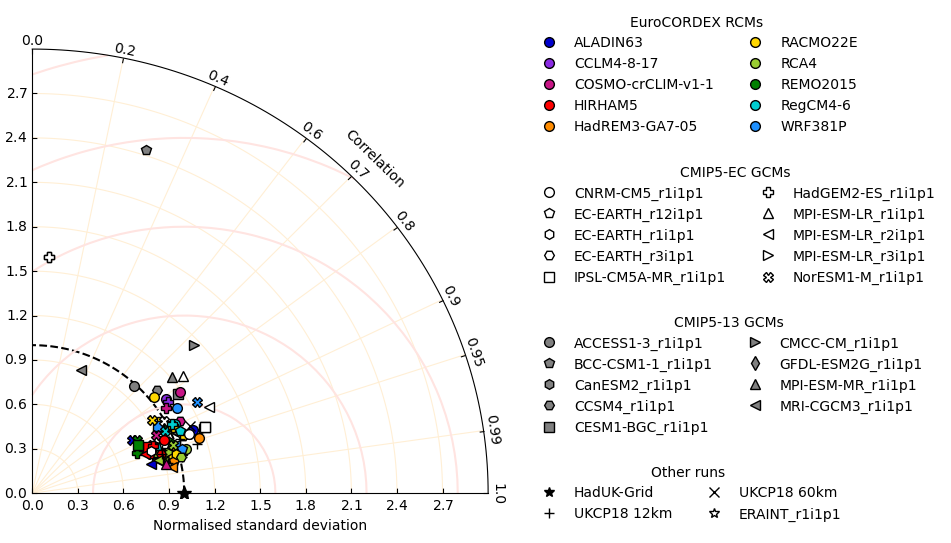 EuroCORDEX RCMs
ALADIN63 RACMO22E
CCLM4-8-17 RCA4
COSMO-crCLIM-v1-1 REMO2015
HIRHAM5 RegCM4-6
HadREM3-GA7-05 WRF381P
CMIP5-EC GCMs
CNRM-CM5_r1i1p1 HadGEM2-ES_r1i1p1
EC-EARTH_r12i1p1 MPI-ESM-LR_r1i1p1
EC-EARTH_r1i1p1 MPI-ESM-LR_r2i1p1
EC-EARTH_r3i1p1 MPI-ESM-LR_r3i1p1
IPSL-CM5A-MR_r1i1p1 NorESM1-M_r1i1p1
CMIP5-13 GCMs
ACCESS1-3_r1i1p1 CMCC-CM_r1i1p1
BCC-CSM1-1_r1i1p1 GFDL-ESM2G_r1i1p1
CanESM2_r1i1p1 MPI-ESM-MR_r1i1p1
CCSM4_r1i1p1 MRI-CGCM3_r1i1p1
CESM1-BGC_r1i1p1
Other runs
HadUK-Grid UKCP18 60km
UKCP18 12km ERAINT_r1i1p1
0.0 0.2 0.4 0.6 0.7 0.8 0.9 0.95 0.99 1.0
Correlation
2.7
2.4
2.1
1.8
1.5
1.2
0.9
0.6
0.3
0.0
0.0 0.3 0.6 0.9 1.2 1.5 1.8 2.1 2.4 2.7
Normalised standard deviation